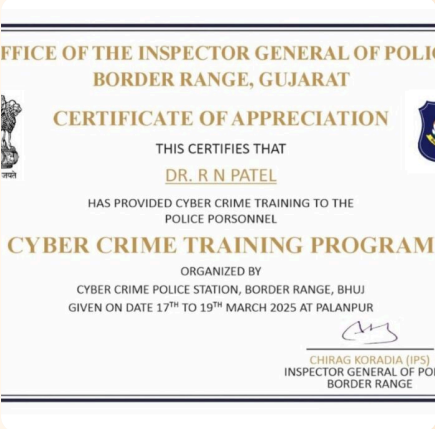 FFICE OF THE INSPECTOR GENERAL OF POLIC
BORDER RANGE, GUJARAT
CERTIFICATE OF APPRECIATION
THIS CERTIFIES THAT
DR. R N PATEL
HAS PROVIDED CYBER CRIME TRAINING TO THE
POLICE PORSONNEL
CYBER CRIME TRAINING PROGRAM
ORGANIZED BY
CYBER CRIME POLICE STATION, BORDER RANGE, BHUJ
GIVEN ON DATE 17TH TO 19TH MARCH 2025 AT PALANPUR
CHIRAG KORADIA (IPS)
INSPECTOR GENERAL OF PO
BORDER RANGE
जयते